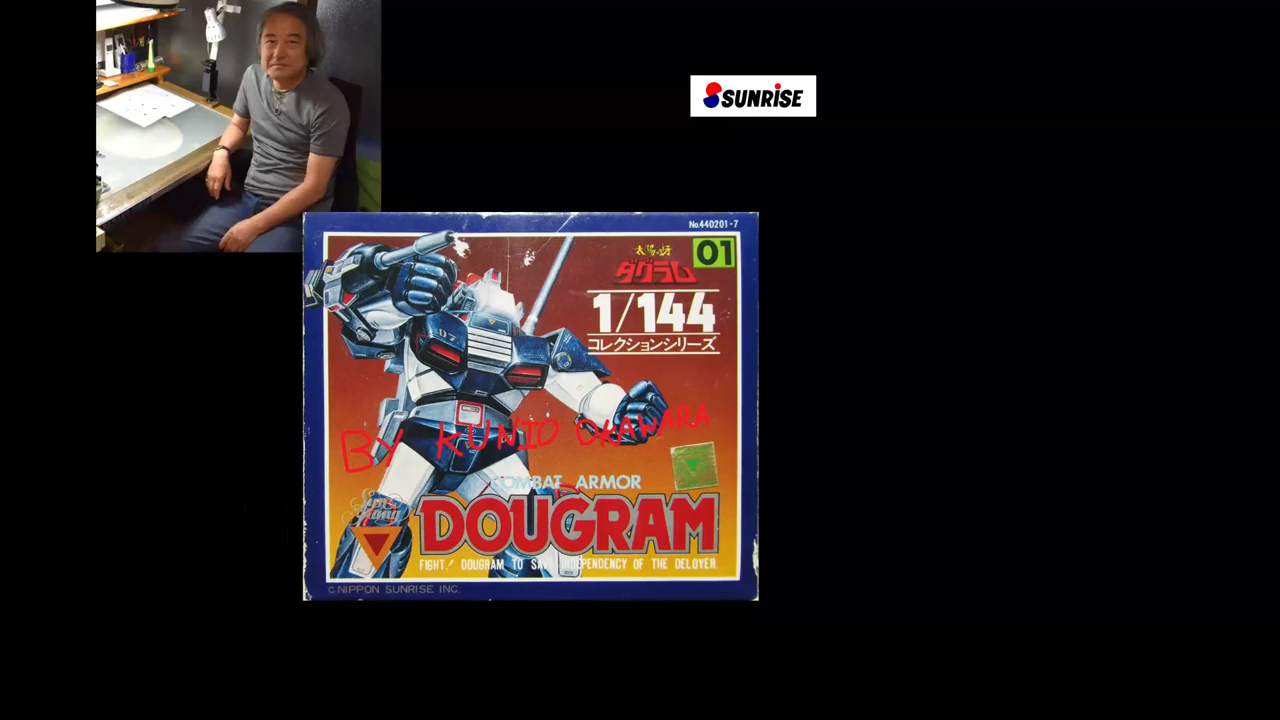 SUNRISE
No.440201-7
太陽の牙
ダグラム
01
1/144
コレクションシリーズ
07
BY KUNIO OKAWARA
COMBAT ARMOR
DOUGRAM
FIGHT! DOUGRAM TO SAVE INDEPENDENCY OF THE DELOYER.
© NIPPON SUNRISE INC.